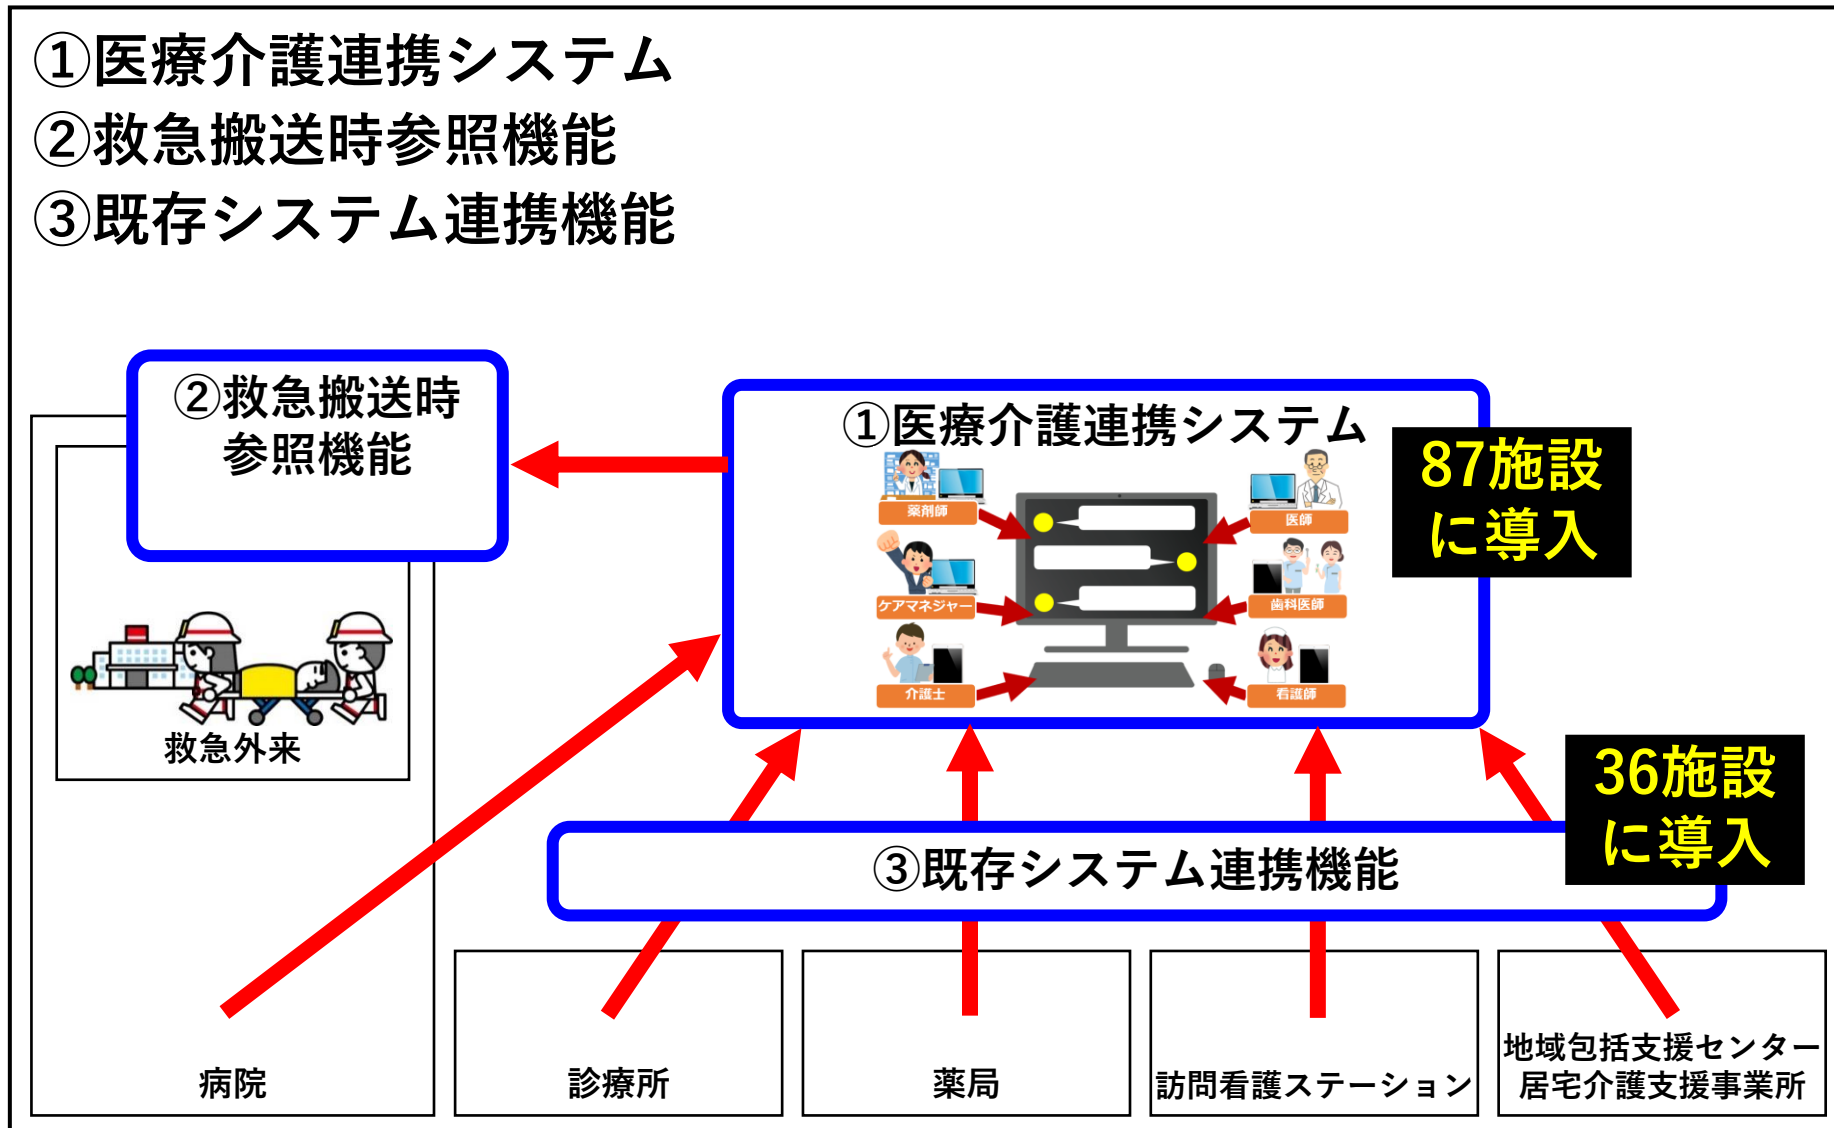 ①医療介護連携システム
②救急搬送時参照機能
③既存システム連携機能
②救急搬送時
参照機能
①医療介護連携システム
87施設
に導入
薬剤師
医師
ケアマネジャー
歯科医師
介護士
看護師
救急外来
36施設
に導入
③既存システム連携機能
病院
診療所
薬局
訪問看護ステーション
地域包括支援センター
居宅介護支援事業所